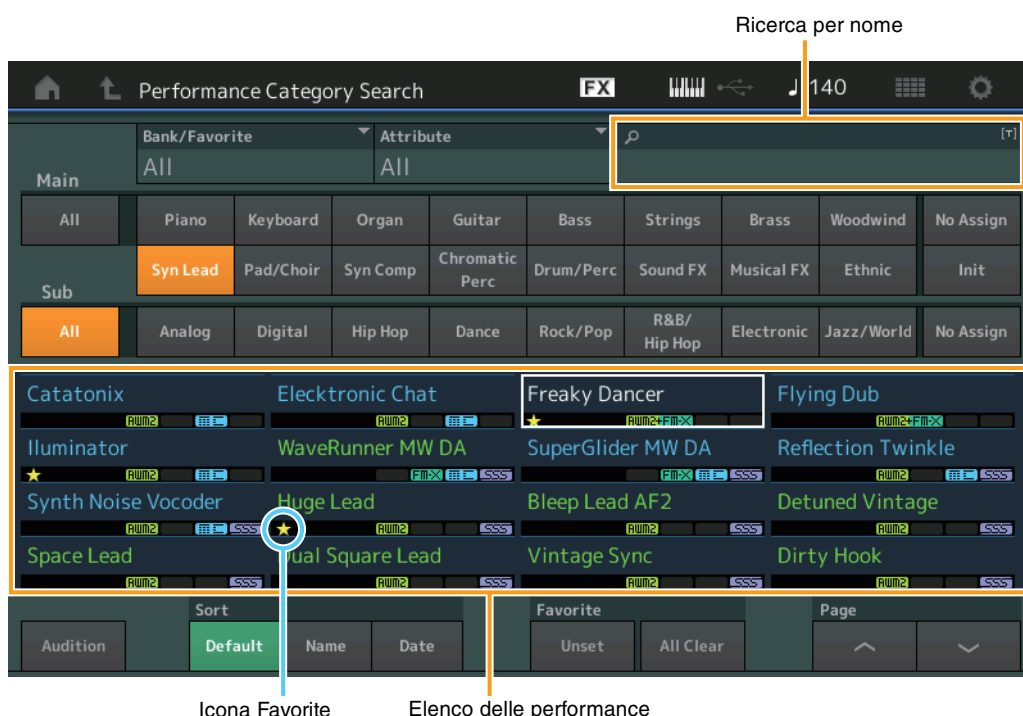 Ricerca per nome
Performance Category Search FX 140
Bank/Favorite Attribute [T]
All All
Main
All Piano Keyboard Organ Guitar Bass Strings Brass Woodwind No Assign
Syn Lead Pad/Choir Syn Comp Chromatic Perc Drum/Perc Sound FX Musical FX Ethnic Init
Sub
All Analog Digital Hip Hop Dance Rock/Pop R&B/ Hip Hop Electronic Jazz/World No Assign
Catatonix Elecktronic Chat Freaky Dancer Flying Dub
AWM2 AWM2 AWM2+FM-X AWM2+FM-X
Iluminator WaveRunner MW DA SuperGlider MW DA Reflection Twinkle
AWM2 FM-X SSS FM-X SSS AWM2 SSS
Synth Noise Vocoder Huge Lead Bleep Lead AF2 Detuned Vintage
AWM2 SSS AWM2 SSS AWM2 SSS AWM2 SSS
Space Lead Dual Square Lead Vintage Sync Dirty Hook
AWM2 SSS AWM2 SSS AWM2 SSS AWM2 SSS
Sort Favorite Page
Audition Default Name Date Unset All Clear
Icona Favorite Elenco delle performance